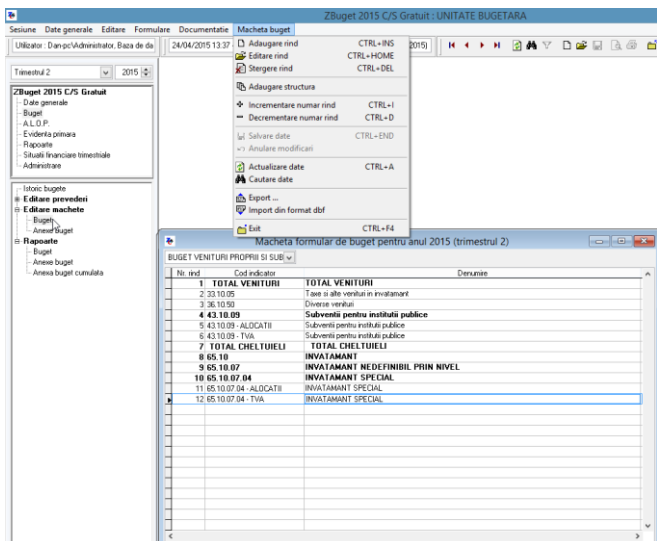 ZBuget 2015 C/S Gratuit : UNITATE BUGETARA
Sesiune Date generale Editare Formulare Documentatie Macheta buget
Utilizator : Dan-pc\Administrator, Baza de da
24/04/2015 13:37
2015)
Adaugare rind CTRL+INS
Editare rind CTRL+HOME
Stergere rind CTRL+DEL
Adaugare structura
Incrementare numar rind CTRL+I
Decrementare numar rind CTRL+D
Salvare date CTRL+END
Anulare modificari
Actualizare date CTRL+A
Cautare date
Export ...
Import din format dbf
Exit CTRL+F4
Trimestrul 2 2015
ZBuget 2015 C/S Gratuit
Date generale
Buget
A.L.O.P.
Evidenta primara
Rapoarte
Situatii financiare trimestriale
Administrare
Istoric bugete
Editare prevederi
Editare machete
Buget
Anexe buget
Rapoarte
Buget
Anexe buget
Anexa buget cumulata
Macheta formular de buget pentru anul 2015 (trimestrul 2)
BUGET VENITURI PROPRII SI SUB
Nr. rind Cod indicator Denumire
1 TOTAL VENITURI TOTAL VENITURI
2 33.10.05 Taxe si alte venituri in invatamant
3 36.10.50 Diverse venituri
4 43.10.09 Subventii pentru institutii publice
5 43.10.09 - ALOCATII Subventii pentru institutii publice
6 43.10.09 - TVA Subventii pentru institutii publice
7 TOTAL CHELTUIELI TOTAL CHELTUIELI
8 65.10 INVATAMANT
9 65.10.07 INVATAMANT NEDEFINIBIL PRIN NIVEL
10 65.10.07.04 INVATAMANT SPECIAL
11 65.10.07.04 - ALOCATII INVATAMANT SPECIAL
12 65.10.07.04 - TVA INVATAMANT SPECIAL